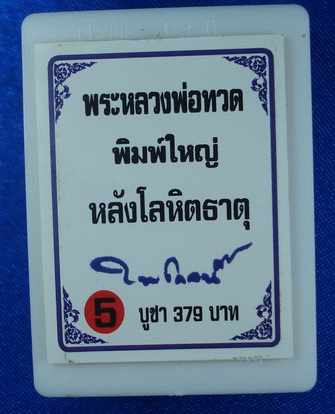 พระหลวงพ่อทวด
พิมพ์ใหญ่
หลังโลหิตธาตุ
5 บูชา 379 บาท